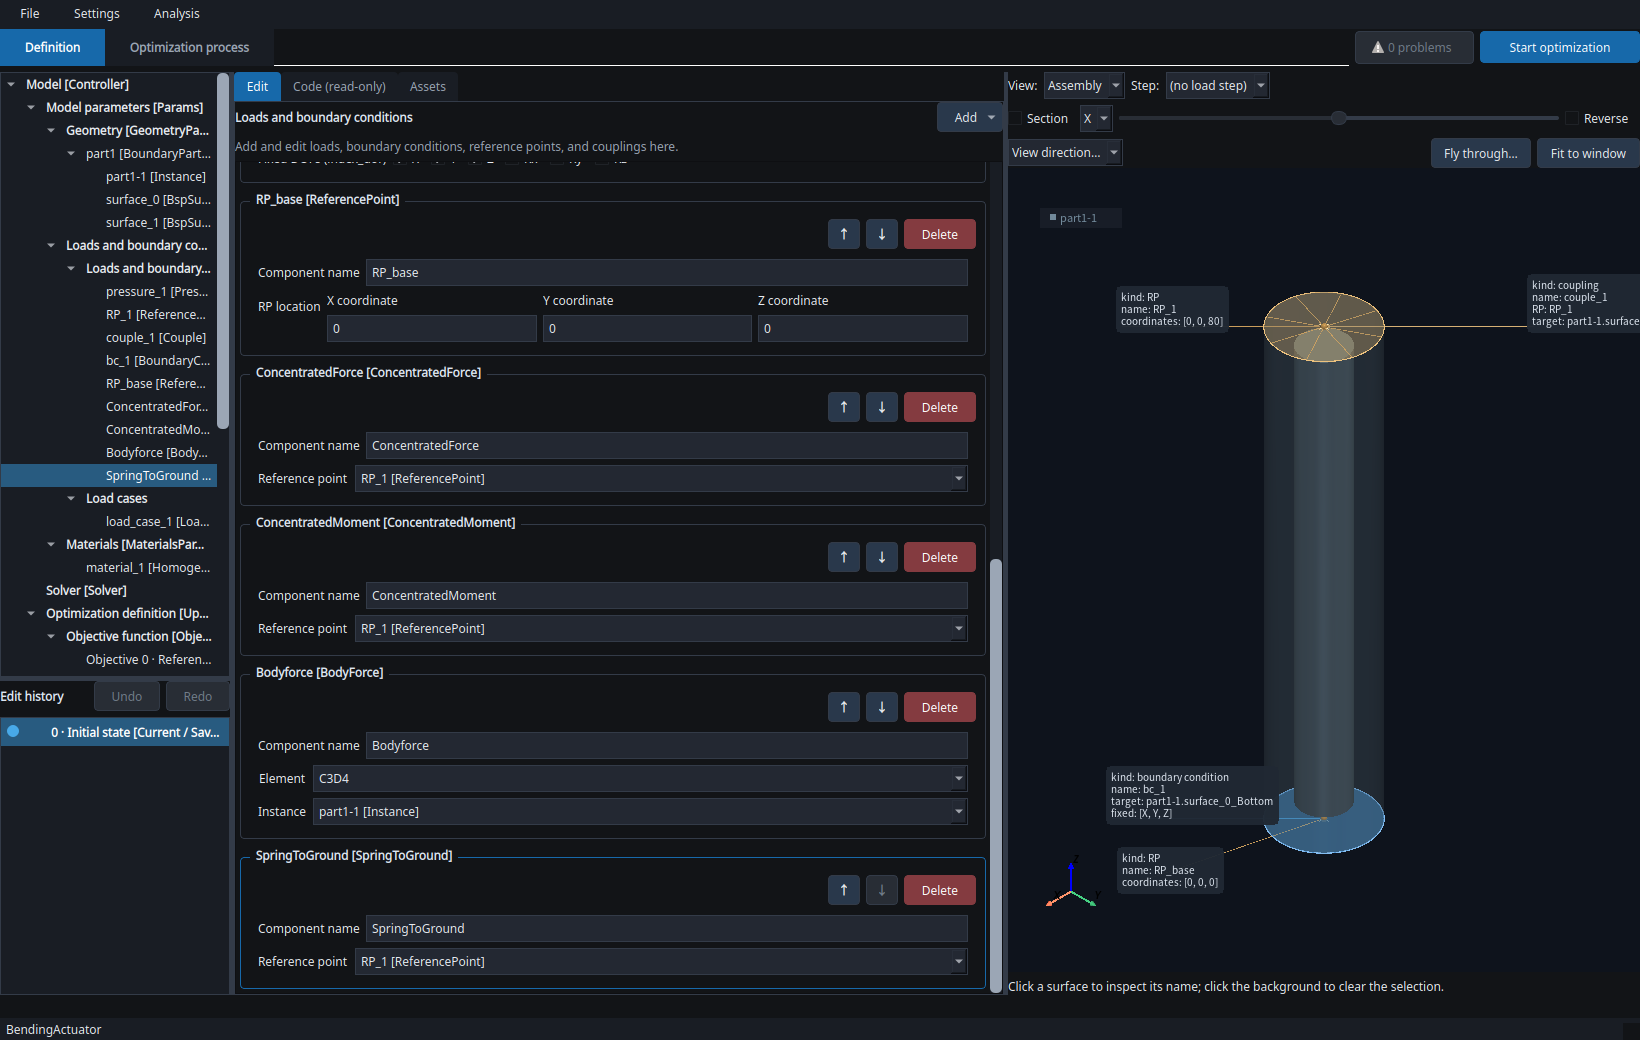 File Settings Analysis
Definition Optimization process 0 problems Start optimization
Model [Controller]
Model parameters [Params]
Geometry [GeometryPa...
part1 [BoundaryPart...
part1-1 [Instance]
surface_0 [BspSu...
surface_1 [BspSu...
Loads and boundary co...
Loads and boundary...
pressure_1 [Pres...
RP_1 [Reference...
couple_1 [Couple]
bc_1 [BoundaryC...
RP_base [Refere...
ConcentratedFor...
ConcentratedMo...
Bodyforce [Body...
SpringToGround ...
Load cases
load_case_1 [Loa...
Materials [MaterialsPar...
material_1 [Homoge...
Solver [Solver]
Optimization definition [Up...
Objective function [Obje...
Objective 0 · Referen...
Edit history Undo Redo
0 · Initial state [Current / Sav...
Edit Code (read-only) Assets
Loads and boundary conditions Add
Add and edit loads, boundary conditions, reference points, and couplings here.
RP_base [ReferencePoint]
↑ ↓ Delete
Component name RP_base
X coordinate Y coordinate Z coordinate
RP location
0 0 0
ConcentratedForce [ConcentratedForce]
↑ ↓ Delete
Component name ConcentratedForce
Reference point RP_1 [ReferencePoint]
ConcentratedMoment [ConcentratedMoment]
↑ ↓ Delete
Component name ConcentratedMoment
Reference point RP_1 [ReferencePoint]
Bodyforce [BodyForce]
↑ ↓ Delete
Component name Bodyforce
Element C3D4
Instance part1-1 [Instance]
SpringToGround [SpringToGround]
↑ ↓ Delete
Component name SpringToGround
Reference point RP_1 [ReferencePoint]
View: Assembly Step: (no load step)
Section X Reverse
View direction... Fly through... Fit to window
part1-1
kind: RP
name: RP_1
coordinates: [0, 0, 80]
kind: coupling
name: couple_1
RP: RP_1
target: part1-1.surface
kind: boundary condition
name: bc_1
target: part1-1.surface_0_Bottom
fixed: [X, Y, Z]
kind: RP
name: RP_base
coordinates: [0, 0, 0]
Z
Y
Click a surface to inspect its name; click the background to clear the selection.
BendingActuator